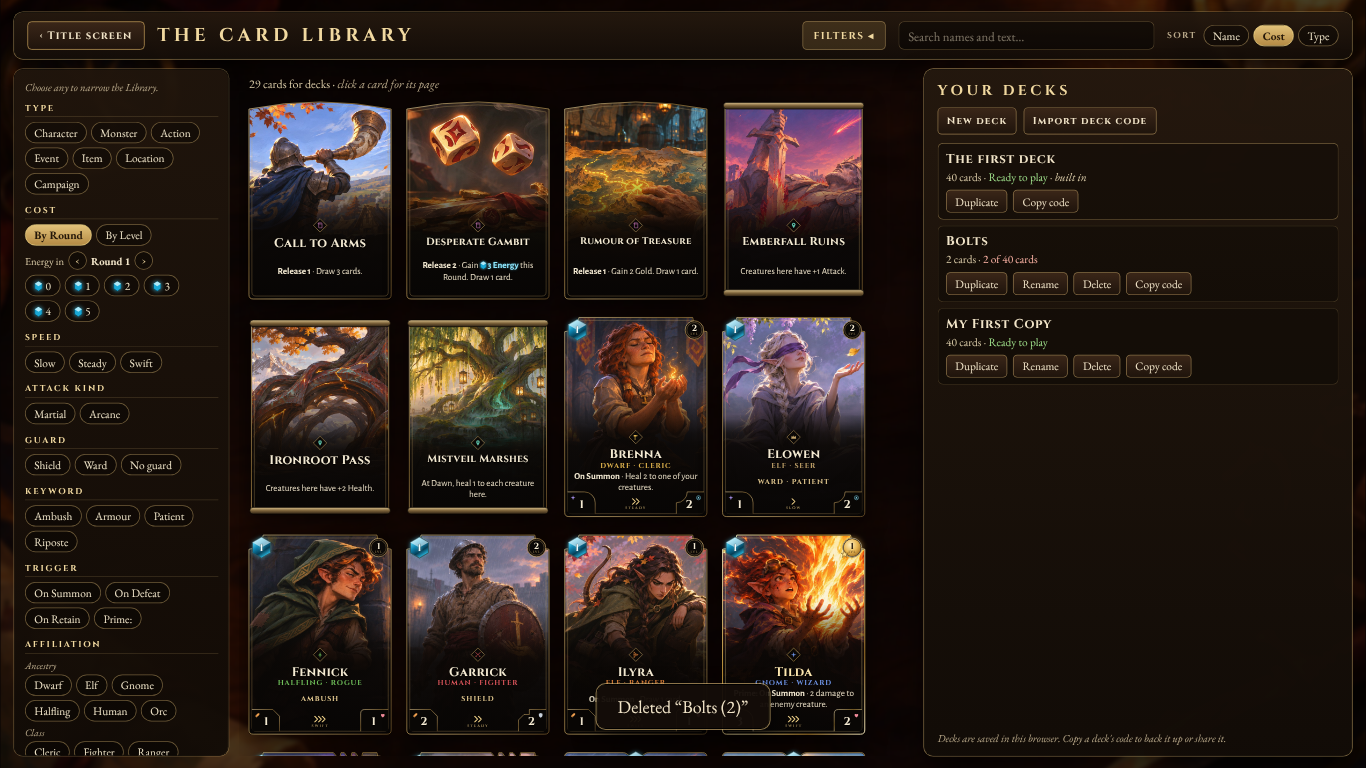 ‹ Title screen
The Card Library
Filters ◂
Search names and text...
Sort
Name
Cost
Type
Choose any to narrow the Library.
Type
Character
Monster
Action
Event
Item
Location
Campaign
Cost
By Round
By Level
Energy in
‹
Round 1
›
0
1
2
3
4
5
Speed
Slow
Steady
Swift
Attack kind
Martial
Arcane
Guard
Shield
Ward
No guard
Keyword
Ambush
Armour
Patient
Riposte
Trigger
On Summon
On Defeat
On Retain
Prime:
Affiliation
Ancestry
Dwarf
Elf
Gnome
Halfling
Human
Orc
Class
Cleric
Fighter
Ranger
29 cards for decks · click a card for its page
Call to Arms
Release 1 · Draw 3 cards.
Desperate Gambit
Release 2 · Gain 3 Energy this
Round. Draw 1 card.
Rumour of Treasure
Release 1 · Gain 2 Gold. Draw 1 card.
Emberfall Ruins
Creatures here have +1 Attack.
Ironroot Pass
Creatures here have +2 Health.
Mistveil Marshes
At Dawn, heal 1 to each creature
here.
1
2
Brenna
Dwarf · Cleric
On Summon · Heal 2 to one of your
creatures.
1
Steady
2
1
2
Elowen
Elf · Seer
Ward · Patient
1
Slow
2
1
1
Fennick
Halfling · Rogue
Ambush
1
Swift
1
1
2
Garrick
Human · Fighter
Shield
2
Steady
2
1
1
Ilyra
Elf · Ranger
1
1
1
Tilda
Gnome · Wizard
Summon · 2 damage to
enemy creature.
Swift
2
Deleted “Bolts (2)”
Your Decks
New deck
Import deck code
The first deck
40 cards · Ready to play · built in
Duplicate
Copy code
Bolts
2 cards · 2 of 40 cards
Duplicate
Rename
Delete
Copy code
My First Copy
40 cards · Ready to play
Duplicate
Rename
Delete
Copy code
Decks are saved in this browser. Copy a deck's code to back it up or share it.